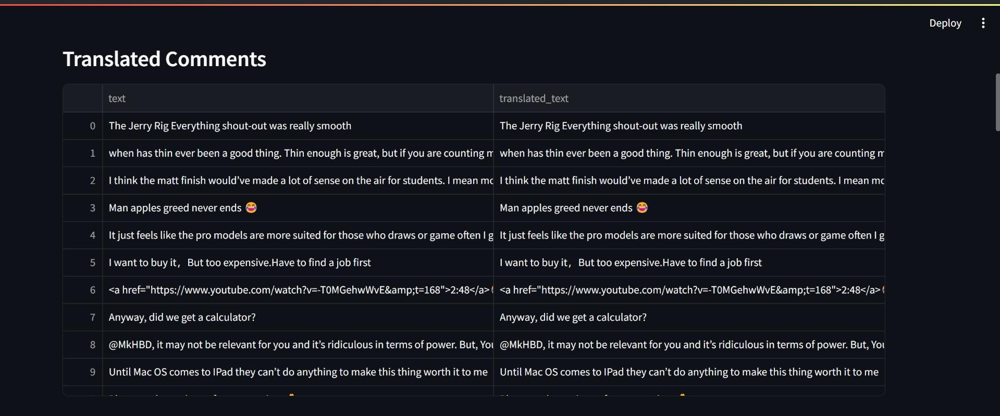 Deploy
Translated Comments
text translated_text
0 The Jerry Rig Everything shout-out was really smooth The Jerry Rig Everything shout-out was really smooth
1 when has thin ever been a good thing. Thin enough is great, but if you are counting when has thin ever been a good thing. Thin enough is great, but if you are counting
2 I think the matt finish would’ve made a lot of sense on the air for students. I mean I think the matt finish would’ve made a lot of sense on the air for students. I mean
3 Man apples greed never ends 😂 Man apples greed never ends 😂
4 It just feels like the pro models are more suited for those who draws or game often I It just feels like the pro models are more suited for those who draws or game often I
5 I want to buy it，But too expensive.Have to find a job first I want to buy it，But too expensive.Have to find a job first
6 <a href="https://www.youtube.com/watch?v=-T0MGehwWvE&amp;t=168">2:48</a> <a href="https://www.youtube.com/watch?v=-T0MGehwWvE&amp;t=168">2:48</a>
7 Anyway, did we get a calculator? Anyway, did we get a calculator?
8 @MkHBD, it may not be relevant for you and it’s ridiculous in terms of power. But, @MkHBD, it may not be relevant for you and it’s ridiculous in terms of power. But,
9 Until Mac OS comes to IPad they can’t do anything to make this thing worth it to me Until Mac OS comes to IPad they can’t do anything to make this thing worth it to me